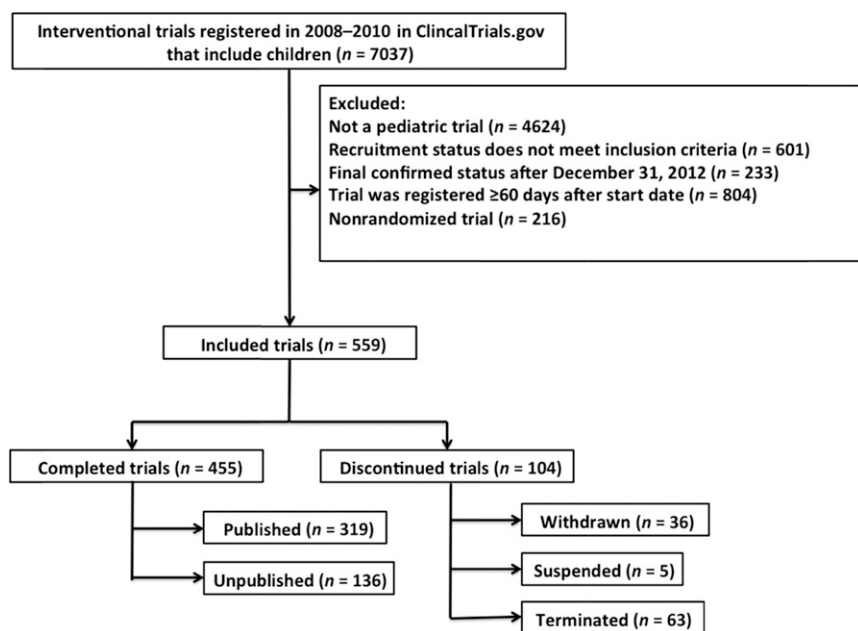 Interventional trials registered in 2008–2010 in ClincalTrials.gov
that include children (n = 7037)
Excluded:
Not a pediatric trial (n = 4624)
Recruitment status does not meet inclusion criteria (n = 601)
Final confirmed status after December 31, 2012 (n = 233)
Trial was registered ≥60 days after start date (n = 804)
Nonrandomized trial (n = 216)
Included trials (n = 559)
Completed trials (n = 455)
Discontinued trials (n = 104)
Published (n = 319)
Unpublished (n = 136)
Withdrawn (n = 36)
Suspended (n = 5)
Terminated (n = 63)